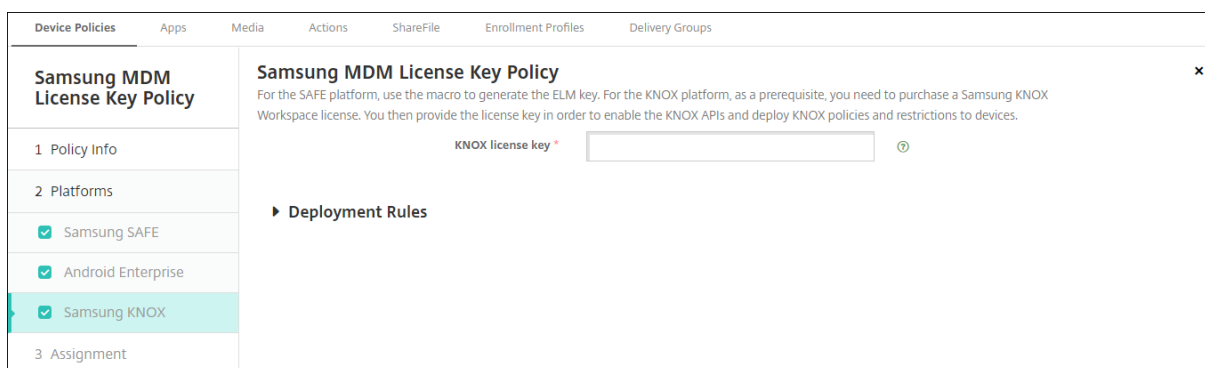 Device Policies Apps Media Actions ShareFile Enrollment Profiles Delivery Groups
Samsung MDM
License Key Policy
1 Policy Info
2 Platforms
Samsung SAFE
Android Enterprise
Samsung KNOX
3 Assignment
Samsung MDM License Key Policy
For the SAFE platform, use the macro to generate the ELM key. For the KNOX platform, as a prerequisite, you need to purchase a Samsung KNOX
Workspace license. You then provide the license key in order to enable the KNOX APIs and deploy KNOX policies and restrictions to devices.
KNOX license key *
Deployment Rules